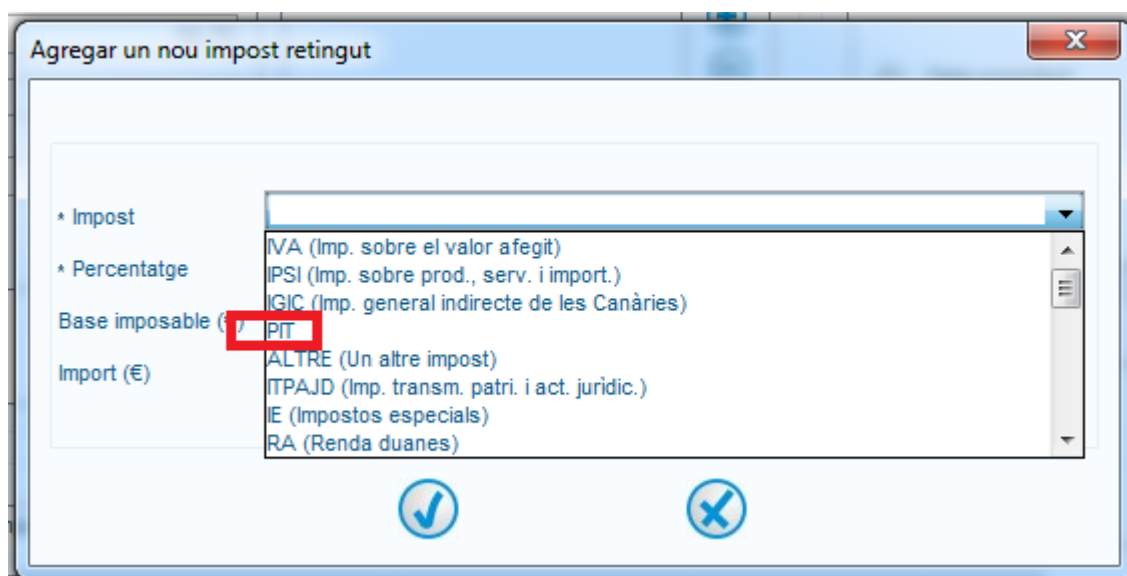 Agregar un nou impost retingut
* Impost
IVA (Imp. sobre el valor afegit)
IPSI (Imp. sobre prod., serv. i import.)
IGIC (Imp. general indirecte de les Canàries)
PIT
ALTRE (Un altre impost)
ITPAJD (Imp. transm. patri. i act. jurìdic.)
IE (Impostos especials)
RA (Renda duanes)
* Percentatge
Base imposable (
Import (€)